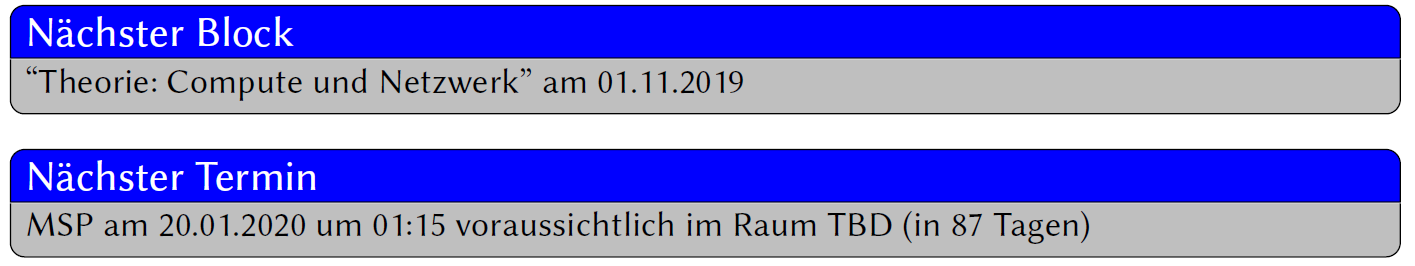 Nächster Block
“Theorie: Compute und Netzwerk” am 01.11.2019
Nächster Termin
MSP am 20.01.2020 um 01:15 voraussichtlich im Raum TBD (in 87 Tagen)